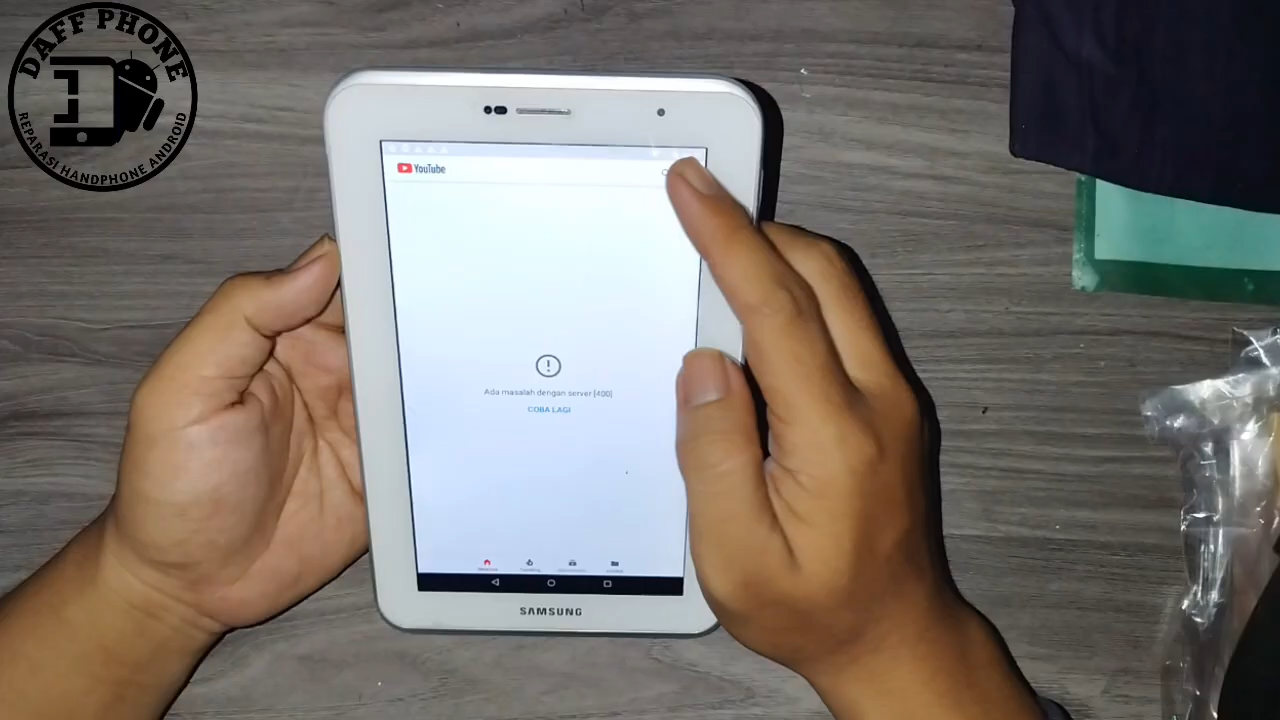 DAFF PHONE
REPARASI HANDPHONE ANDROID
YouTube
Ada masalah dengan server [400]
COBA LAGI
SAMSUNG